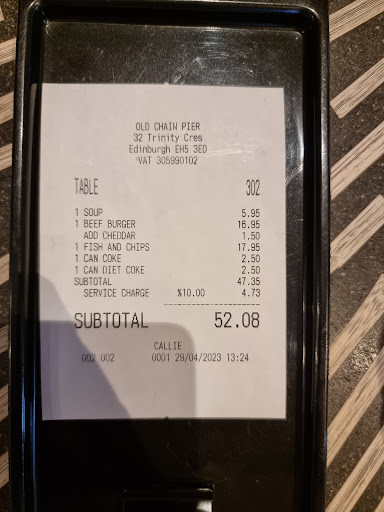 OLD CHAIN PIER
32 Trinity Cres
Edinburgh EH5 3ED
VAT 305990102
TABLE 302
1 SOUP 5.95
1 BEEF BURGER 16.95
ADD CHEDDAR 1.50
1 FISH AND CHIPS 17.95
1 CAN COKE 2.50
1 CAN DIET COKE 2.50
SUBTOTAL 47.35
SERVICE CHARGE %10.00 4.73
SUBTOTAL 52.08
CALLIE
002 002 0001 29/04/2023 13:24